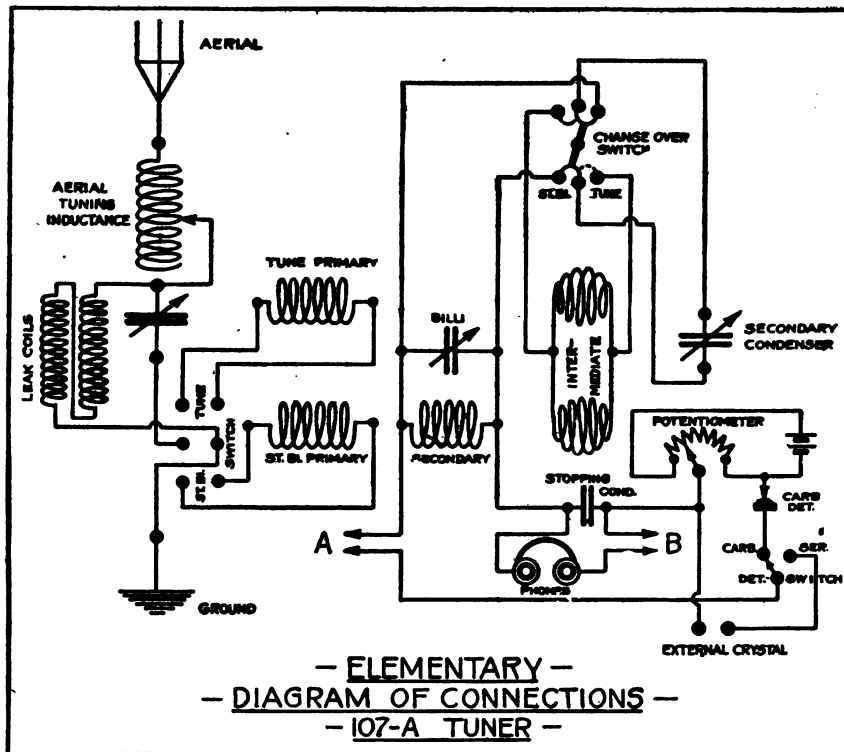 AERIAL
AERIAL
TUNING
INDUCTANCE
LEAK COILS
TUNE PRIMARY
TUNE
SWITCH
ST. BI.
ST. BI. PRIMARY
GROUND
BILLI
SECONDARY
CHANGE OVER
SWITCH
ST. BI.
TUNE
INTER-
MEDIATE
SECONDARY
CONDENSER
POTENTIOMETER
STOPPING
COND.
CARB
DET.
CARB.
SER.
DET.-SWITCH
A
B
PHONES
EXTERNAL CRYSTAL
- ELEMENTARY -
- DIAGRAM OF CONNECTIONS -
- 107-A TUNER -